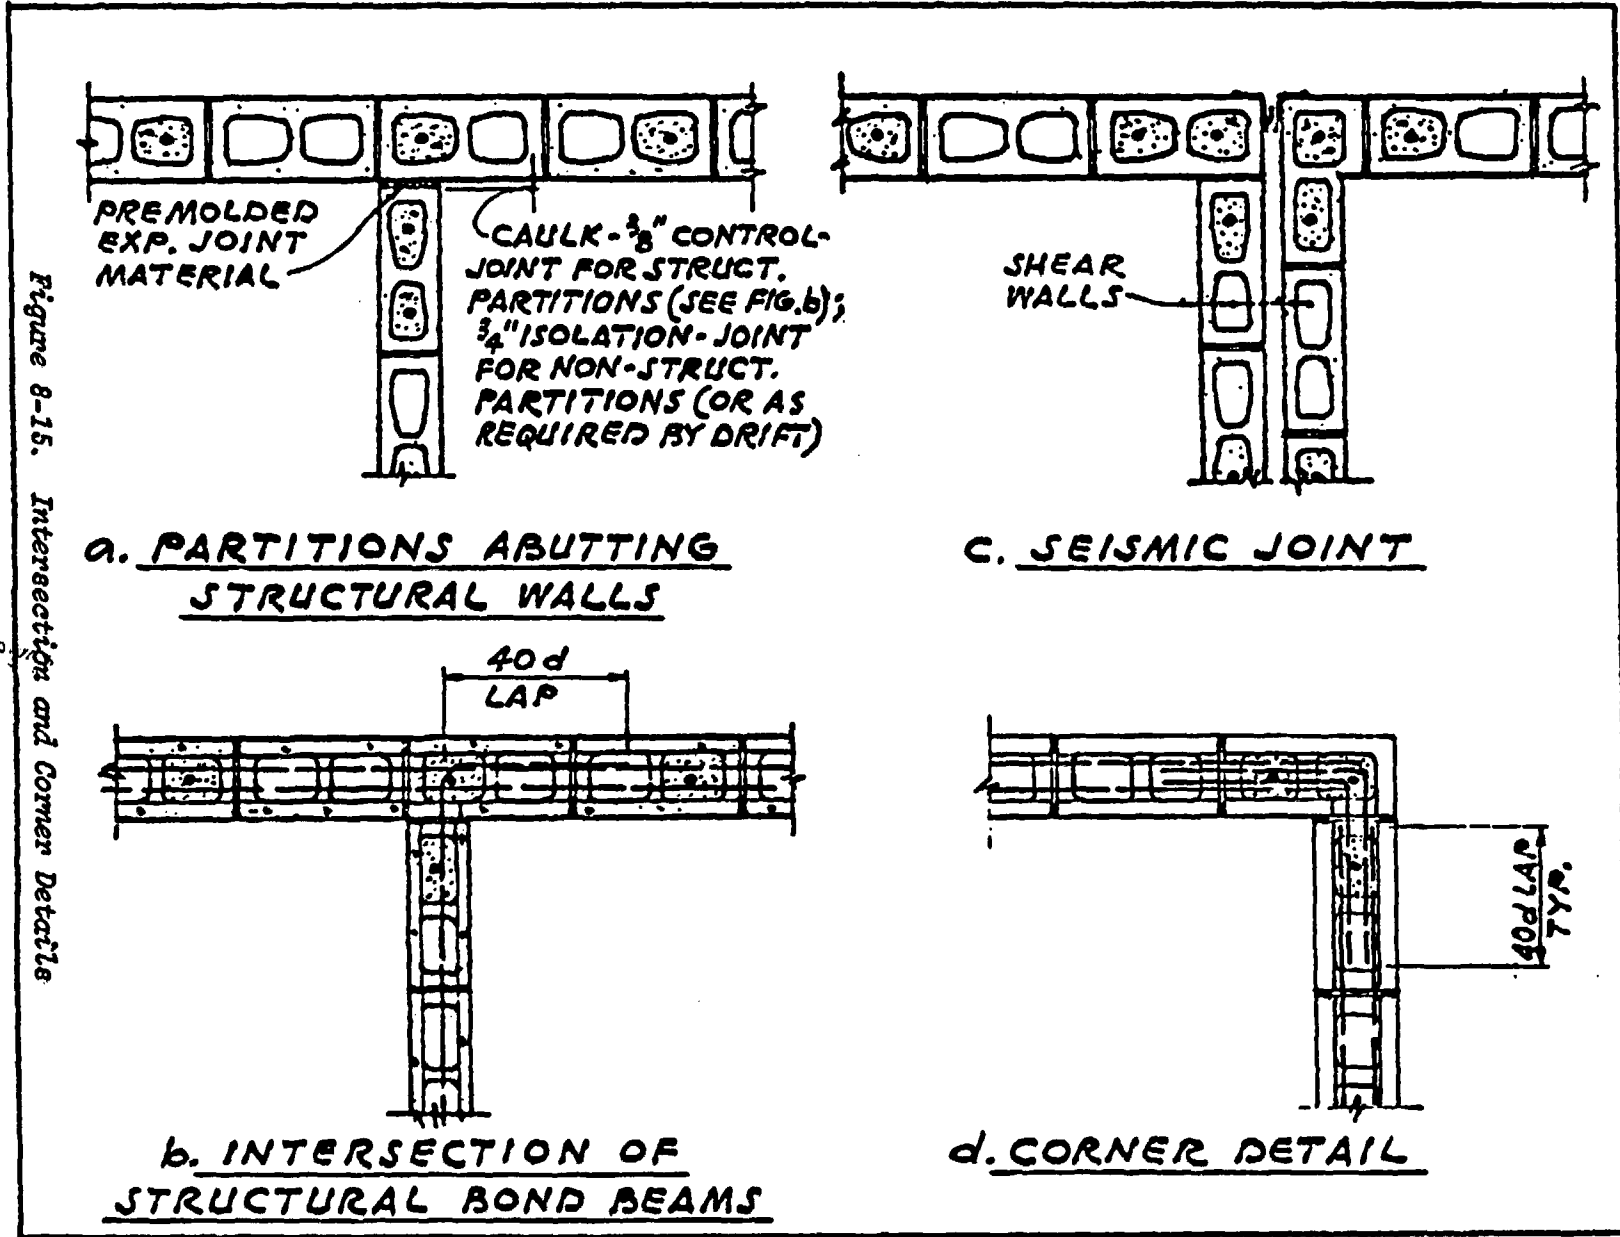 PREMOLDED
EXP. JOINT
MATERIAL
CAULK-3/8" CONTROL-
JOINT FOR STRUCT.
PARTITIONS (SEE FIG.b);
3/4" ISOLATION-JOINT
FOR NON-STRUCT.
PARTITIONS (OR AS
REQUIRED BY DRIFT)
a. PARTITIONS ABUTTING
STRUCTURAL WALLS
SHEAR
WALLS
c. SEISMIC JOINT
40d
LAP
b. INTERSECTION OF
STRUCTURAL BOND BEAMS
40d LAP
TYP.
d. CORNER DETAIL
Figure 8-15. Intersection and Corner Details